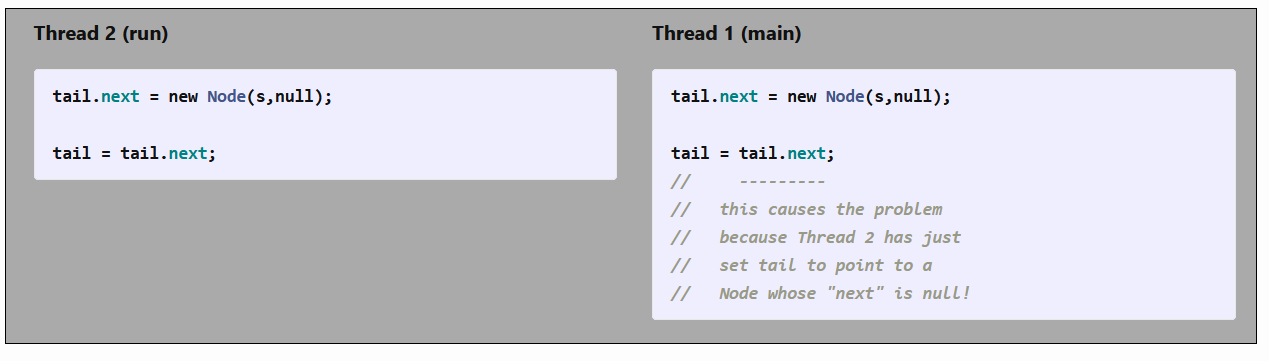 Thread 2 (run)
tail.next = new Node(s,null);
tail = tail.next;
Thread 1 (main)
tail.next = new Node(s,null);
tail = tail.next;
//     ---------
//   this causes the problem
//   because Thread 2 has just
//   set tail to point to a
//   Node whose "next" is null!